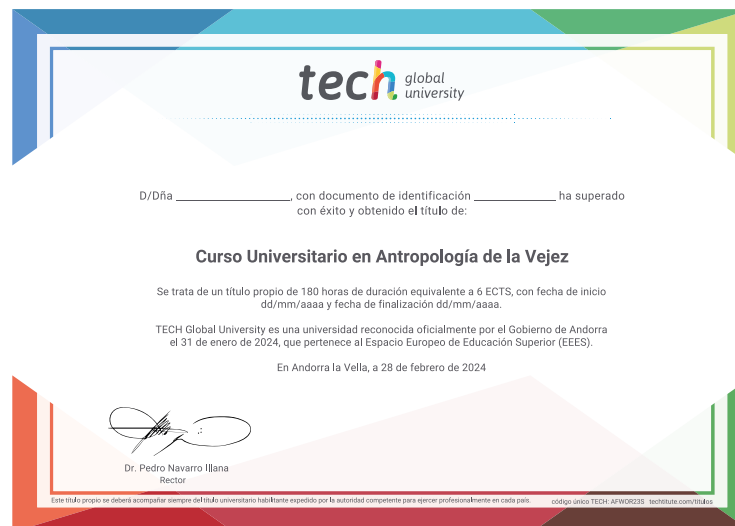 tech global
university
D/Dña ______________, con documento de identificación ______________ ha superado
con éxito y obtenido el título de:
Curso Universitario en Antropología de la Vejez
Se trata de un título propio de 180 horas de duración equivalente a 6 ECTS, con fecha de inicio
dd/mm/aaaa y fecha de finalización dd/mm/aaaa.
TECH Global University es una universidad reconocida oficialmente por el Gobierno de Andorra
el 31 de enero de 2024, que pertenece al Espacio Europeo de Educación Superior (EEES).
En Andorra la Vella, a 28 de febrero de 2024
Dr. Pedro Navarro Illana
Rector
Este título propio se deberá acompañar siempre del título universitario habilitante expedido por la autoridad competente para ejercer profesionalmente en cada país. código único TECH: AFWOR23S techtitute.com/titulos